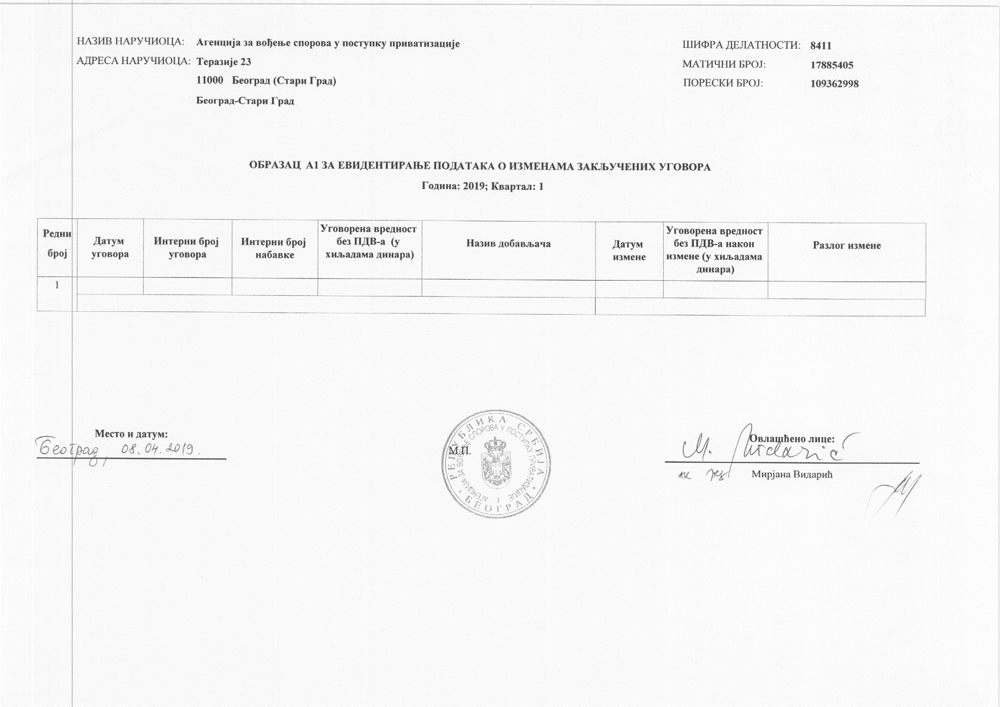 НАЗИВ НАРУЧИОЦА: Агенција за вођење спорова у поступку приватизације
АДРЕСА НАРУЧИОЦА: Теразије 23
11000 Београд (Стари Град)
Београд-Стари Град
ШИФРА ДЕЛАТНОСТИ: 8411
МАТИЧНИ БРОЈ: 17885405
ПОРЕСКИ БРОЈ: 109362998
ОБРАЗАЦ А1 ЗА ЕВИДЕНТИРАЊЕ ПОДАТАКА О ИЗМЕНАМА ЗАКЉУЧЕНИХ УГОВОРА
Година: 2019; Квартал: 1
Редни
број
Датум
уговора
Интерни број
уговора
Интерни број
набавке
Уговорена вредност
без ПДВ-а (у
хиљадама динара)
Назив добављача
Датум
измене
Уговорена вредност
без ПДВ-а након
измене (у хиљадама
динара)
Разлог измене
1
Место и датум:
Београд, 08.04.2019.
М.П.
РЕПУБЛИКА СРБИЈА
АГЕНЦИЈА ЗА ВОЂЕЊЕ СПОРОВА У ПОСТУПКУ ПРИВАТИЗАЦИЈЕ
I
* БЕОГРАД *
Овлашћено лице:
М. Vidarić
Мирјана Видарић